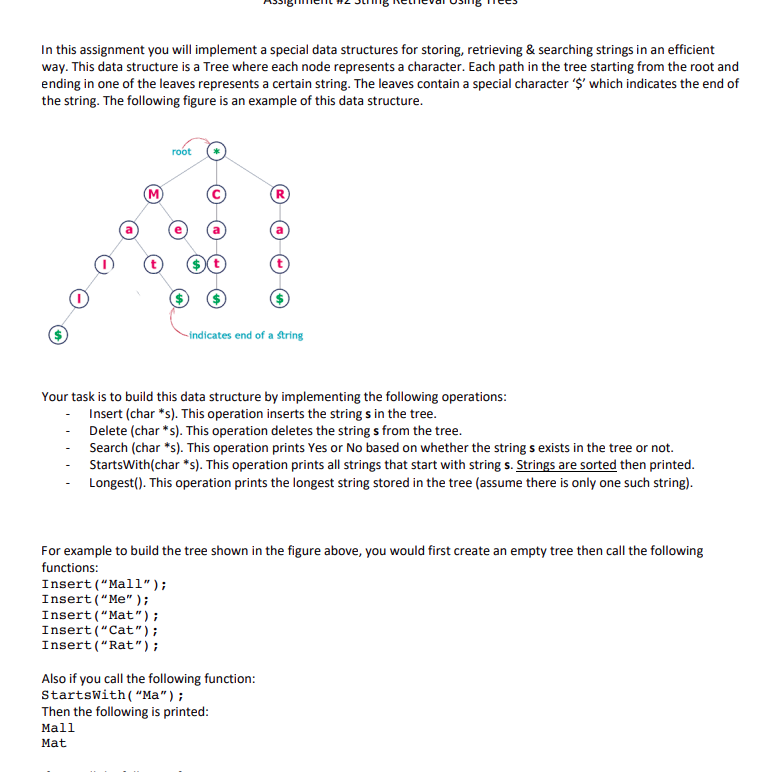 Assignment #2 String Retrieval Using Trees
In this assignment you will implement a special data structures for storing, retrieving & searching strings in an efficient
way. This data structure is a Tree where each node represents a character. Each path in the tree starting from the root and
ending in one of the leaves represents a certain string. The leaves contain a special character ‘$’ which indicates the end of
the string. The following figure is an example of this data structure.
root *
M C R
a e a a
l t $ t t
l $ $ $
$
indicates end of a string
Your task is to build this data structure by implementing the following operations:
- Insert (char *s). This operation inserts the string s in the tree.
- Delete (char *s). This operation deletes the string s from the tree.
- Search (char *s). This operation prints Yes or No based on whether the string s exists in the tree or not.
- StartsWith(char *s). This operation prints all strings that start with string s. Strings are sorted then printed.
- Longest(). This operation prints the longest string stored in the tree (assume there is only one such string).
For example to build the tree shown in the figure above, you would first create an empty tree then call the following
functions:
Insert(“Mall”);
Insert(“Me”);
Insert(“Mat”);
Insert(“Cat”);
Insert(“Rat”);
Also if you call the following function:
StartsWith(“Ma”);
Then the following is printed:
Mall
Mat